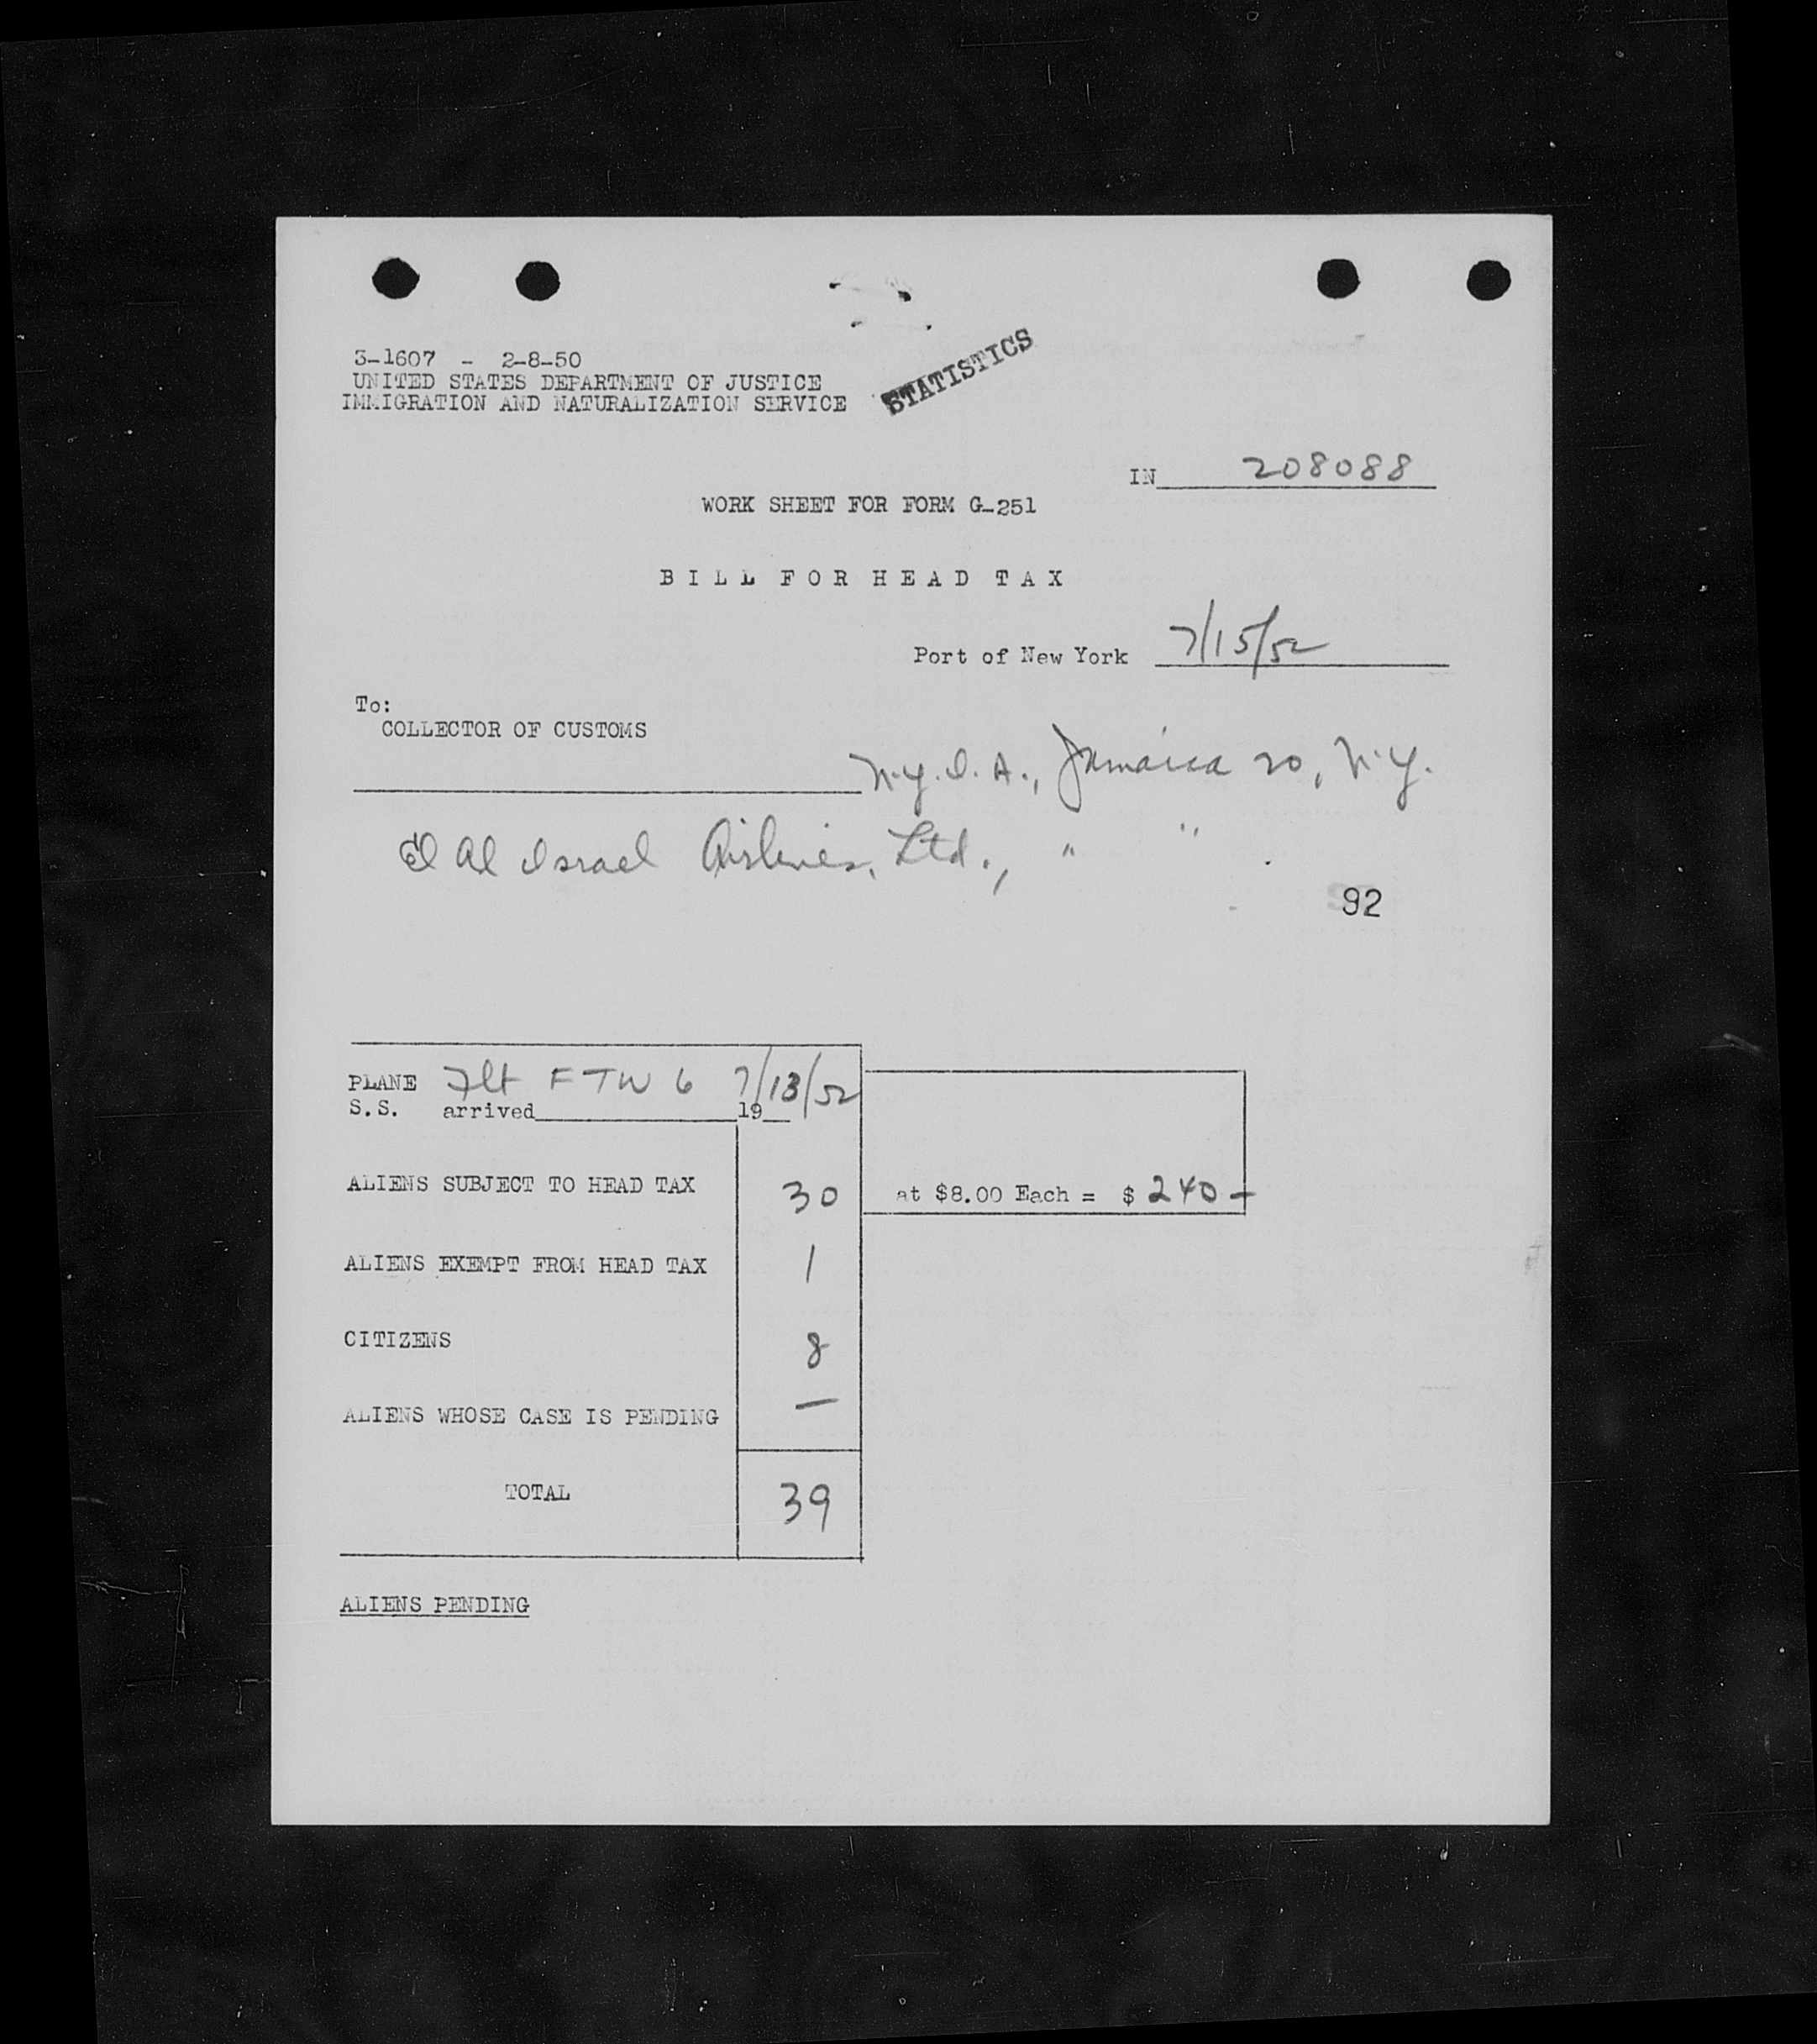 3-1607 - 2-8-50
UNITED STATES DEPARTMENT OF JUSTICE
IMMIGRATION AND NATURALIZATION SERVICE
STATISTICS
IN 208088
WORK SHEET FOR FORM G-251
BILL FOR HEAD TAX
Port of New York 7/15/52
To:
COLLECTOR OF CUSTOMS
N.Y.I.A., Jamaica 20, N.Y.
El Al Israel Airlines, Ltd., " "
92
PLANE Flt FTW 6 7/13/52
S.S. arrived 19
ALIENS SUBJECT TO HEAD TAX 30 at $8.00 Each = $ 240 -
ALIENS EXEMPT FROM HEAD TAX 1
CITIZENS 8
ALIENS WHOSE CASE IS PENDING —
TOTAL 39
ALIENS PENDING